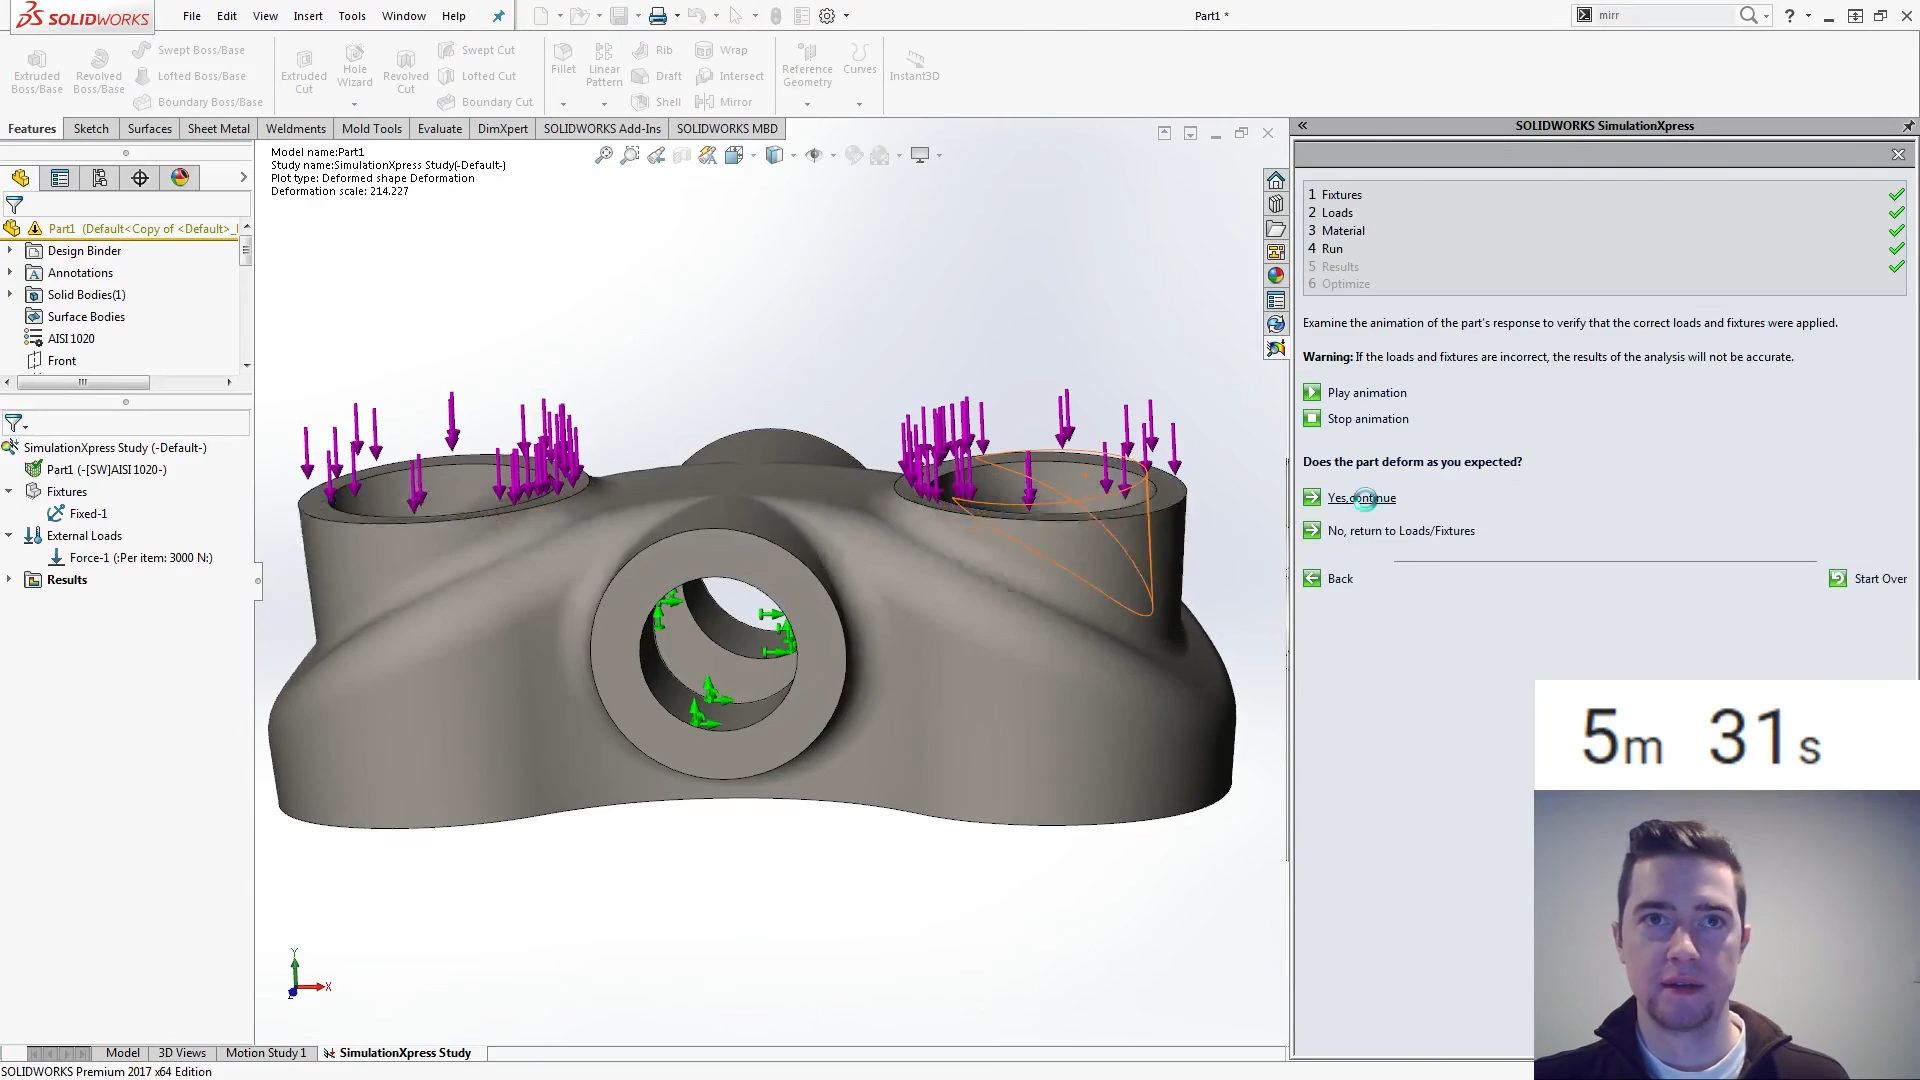 SOLIDWORKS
File Edit View Insert Tools Window Help
Part1 *
mirr
Extruded Boss/Base
Revolved Boss/Base
Swept Boss/Base
Lofted Boss/Base
Boundary Boss/Base
Extruded Cut
Hole Wizard
Revolved Cut
Swept Cut
Lofted Cut
Boundary Cut
Fillet
Linear Pattern
Rib
Draft
Shell
Wrap
Intersect
Mirror
Reference Geometry
Curves
Instant3D
Features Sketch Surfaces Sheet Metal Weldments Mold Tools Evaluate DimXpert SOLIDWORKS Add-Ins SOLIDWORKS MBD
Part1 (Default<Copy of <Default>_
Design Binder
Annotations
Solid Bodies(1)
Surface Bodies
AISI 1020
Front
SimulationXpress Study (-Default-)
Part1 (-[SW]AISI 1020-)
Fixtures
Fixed-1
External Loads
Force-1 (:Per item: 3000 N:)
Results
Model name:Part1
Study name:SimulationXpress Study(-Default-)
Plot type: Deformed shape Deformation
Deformation scale: 214.227
Y
X
Z
SOLIDWORKS SimulationXpress
1 Fixtures
2 Loads
3 Material
4 Run
5 Results
6 Optimize
Examine the animation of the part's response to verify that the correct loads and fixtures were applied.
Warning: If the loads and fixtures are incorrect, the results of the analysis will not be accurate.
Play animation
Stop animation
Does the part deform as you expected?
Yes,continue
No, return to Loads/Fixtures
Back
Start Over
5m 31s
Model 3D Views Motion Study 1 SimulationXpress Study
SOLIDWORKS Premium 2017 x64 Edition